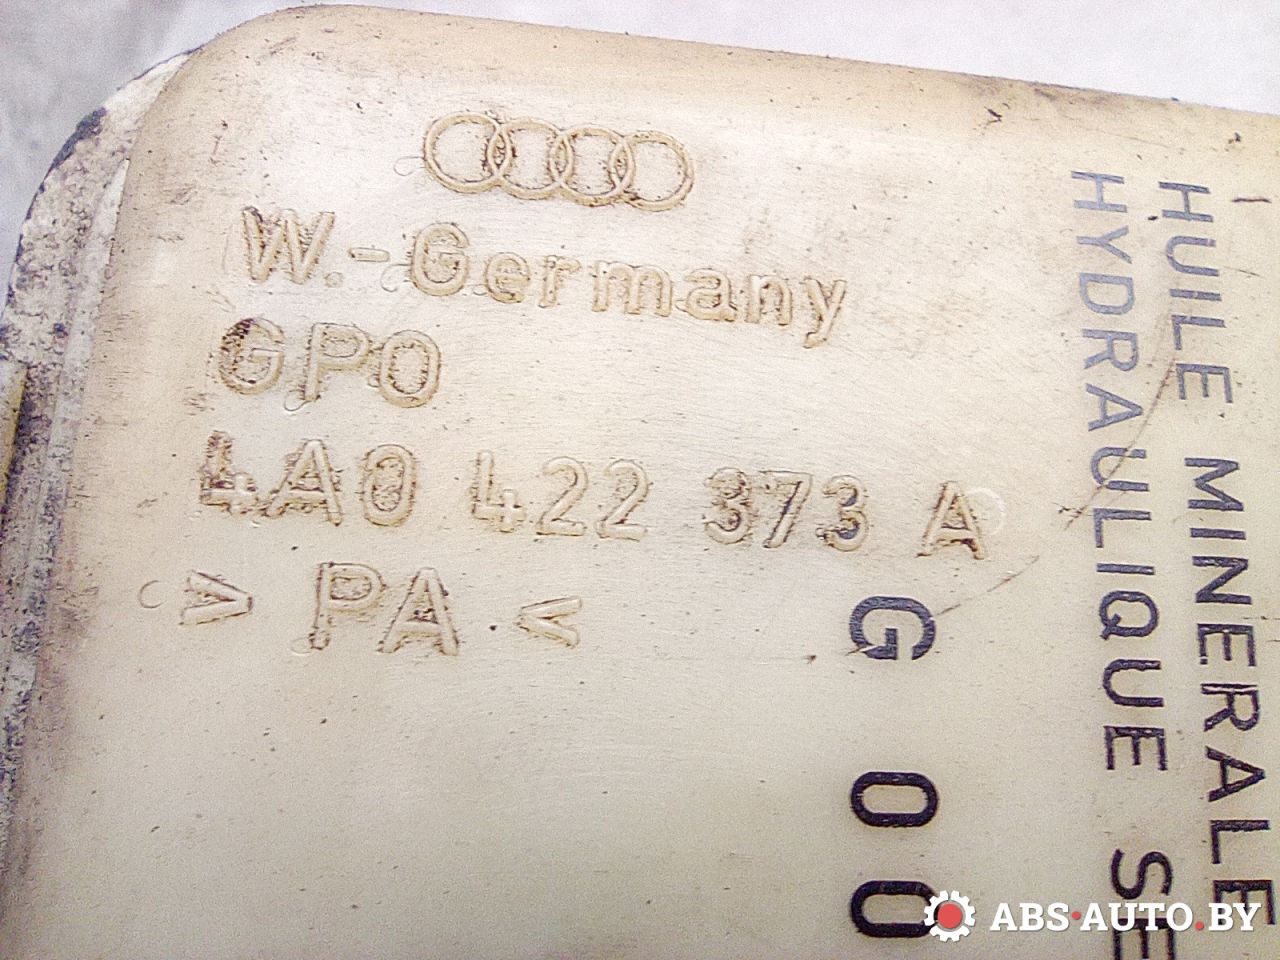 W.-Germany
GPO
4A0 422 373 A
> PA <
HUILE MINERALE
HYDRAULIQUE SE
G 00
ABS-AUTO.BY